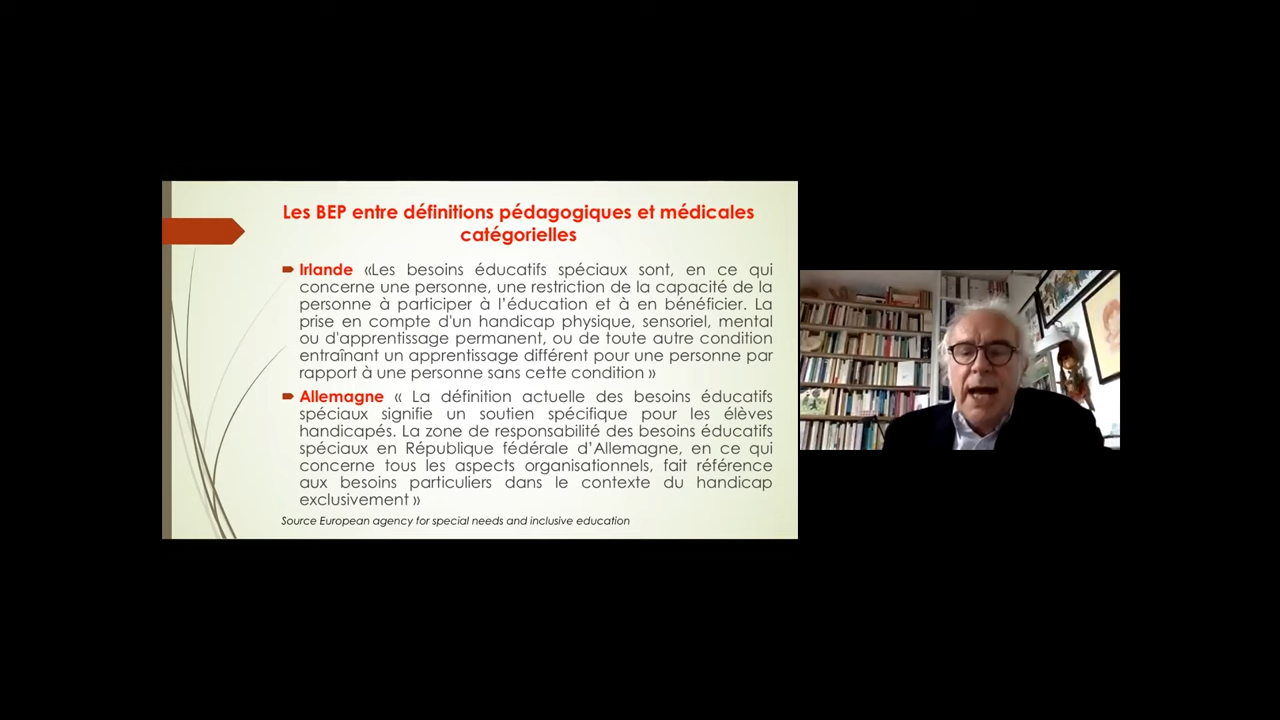 Les BEP entre définitions pédagogiques et médicales
catégorielles
Irlande «Les besoins éducatifs spéciaux sont, en ce qui
concerne une personne, une restriction de la capacité de la
personne à participer à l'éducation et à en bénéficier. La
prise en compte d'un handicap physique, sensoriel, mental
ou d'apprentissage permanent, ou de toute autre condition
entraînant un apprentissage différent pour une personne par
rapport à une personne sans cette condition »
Allemagne « La définition actuelle des besoins éducatifs
spéciaux signifie un soutien spécifique pour les élèves
handicapés. La zone de responsabilité des besoins éducatifs
spéciaux en République fédérale d'Allemagne, en ce qui
concerne tous les aspects organisationnels, fait référence
aux besoins particuliers dans le contexte du handicap
exclusivement »
Source European agency for special needs and inclusive education